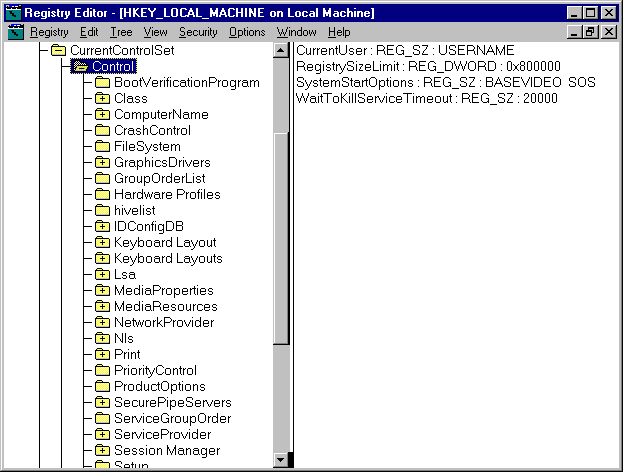 Registry Editor - [HKEY_LOCAL_MACHINE on Local Machine]
Registry Edit Tree View Security Options Window Help
CurrentControlSet
Control
BootVerificationProgram
Class
ComputerName
CrashControl
FileSystem
GraphicsDrivers
GroupOrderList
Hardware Profiles
hivelist
IDConfigDB
Keyboard Layout
Keyboard Layouts
Lsa
MediaProperties
MediaResources
NetworkProvider
Nls
Print
PriorityControl
ProductOptions
SecurePipeServers
ServiceGroupOrder
ServiceProvider
Session Manager
Setup
CurrentUser : REG_SZ : USERNAME
RegistrySizeLimit : REG_DWORD : 0x800000
SystemStartOptions : REG_SZ : BASEVIDEO SOS
WaitToKillServiceTimeout : REG_SZ : 20000